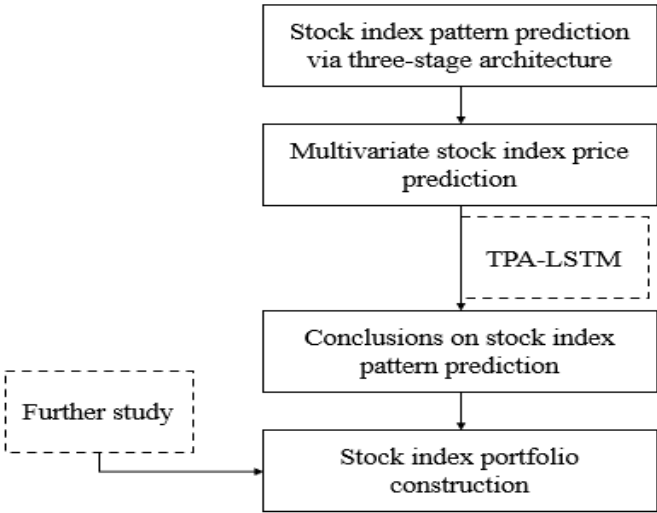 Stock index pattern prediction
via three-stage architecture
Multivariate stock index price
prediction
TPA-LSTM
Conclusions on stock index
pattern prediction
Further study
Stock index portfolio
construction